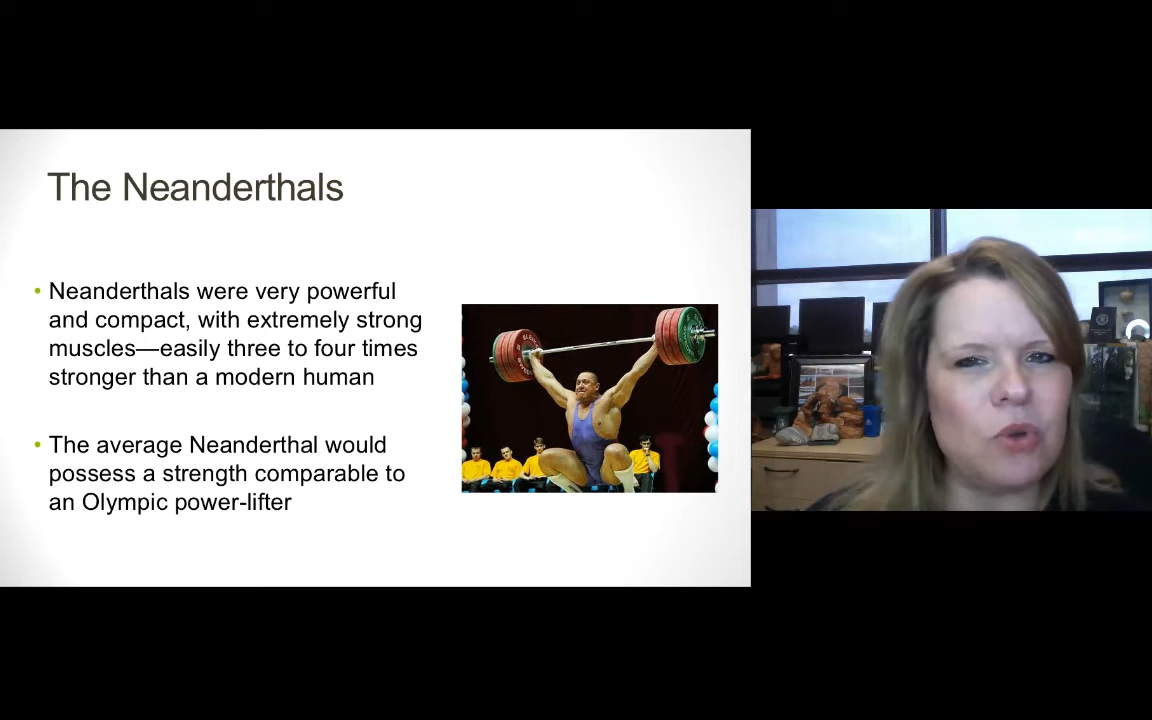 The Neanderthals
• Neanderthals were very powerful
and compact, with extremely strong
muscles—easily three to four times
stronger than a modern human
• The average Neanderthal would
possess a strength comparable to
an Olympic power-lifter